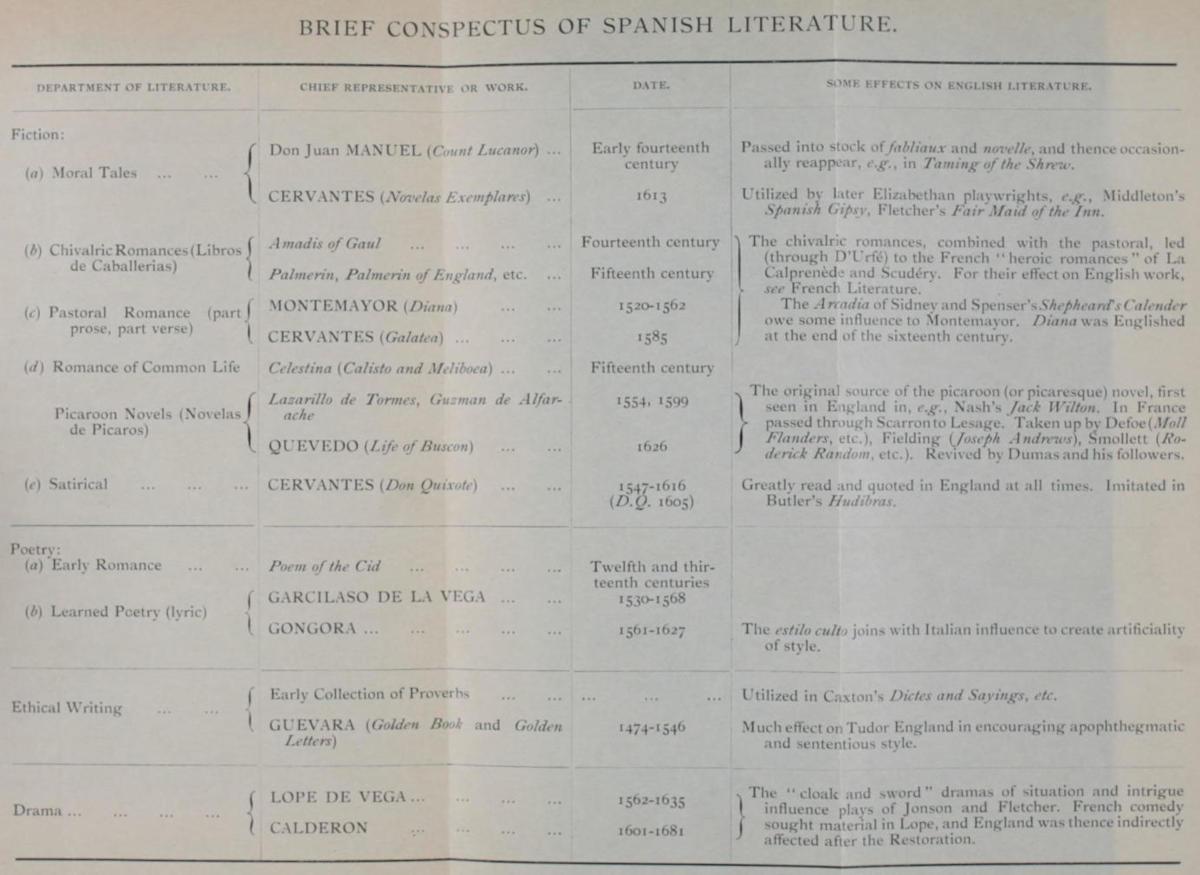 BRIEF CONSPECTUS OF SPANISH LITERATURE.
DEPARTMENT OF LITERATURE. CHIEF REPRESENTATIVE OR WORK. DATE. SOME EFFECTS ON ENGLISH LITERATURE.
Fiction:
(a) Moral Tales ... ...
Don Juan MANUEL (Count Lucanor) ...
Early fourteenth
century
Passed into stock of fabliaux and novelle, and thence occasion-
ally reappear, e.g., in Taming of the Shrew.
CERVANTES (Novelas Exemplares) ...
1613
Utilized by later Elizabethan playwrights, e.g., Middleton's
Spanish Gipsy, Fletcher's Fair Maid of the Inn.
(b) Chivalric Romances (Libros
de Caballerias)
Amadis of Gaul ... ... ... ...
Fourteenth century
Palmerin, Palmerin of England, etc. ...
Fifteenth century
The chivalric romances, combined with the pastoral, led
(through D'Urfé) to the French "heroic romances" of La
Calprenède and Scudéry. For their effect on English work,
see French Literature.
(c) Pastoral Romance (part
prose, part verse)
MONTEMAYOR (Diana) ... ...
1520-1562
CERVANTES (Galatea) ... ... ...
1585
The Arcadia of Sidney and Spenser's Shepheard's Calender
owe some influence to Montemayor. Diana was Englished
at the end of the sixteenth century.
(d) Romance of Common Life
Celestina (Calisto and Meliboea) ... ...
Fifteenth century
Picaroon Novels (Novelas
de Picaros)
Lazarillo de Tormes, Guzman de Alfar-
ache
1554, 1599
QUEVEDO (Life of Buscon) ... ...
1626
The original source of the picaroon (or picaresque) novel, first
seen in England in, e.g., Nash's Jack Wilton. In France
passed through Scarron to Lesage. Taken up by Defoe (Moll
Flanders, etc.), Fielding (Joseph Andrews), Smollett (Ro-
derick Random, etc.). Revived by Dumas and his followers.
(e) Satirical ... ... ...
CERVANTES (Don Quixote) ... ...
1547-1616
(D.Q. 1605)
Greatly read and quoted in England at all times. Imitated in
Butler's Hudibras.
Poetry:
(a) Early Romance ... ...
Poem of the Cid ... ... ... ...
Twelfth and thir-
teenth centuries
(b) Learned Poetry (lyric)
GARCILASO DE LA VEGA ... ...
1530-1568
GONGORA ... ... ... ... ...
1561-1627
The estilo culto joins with Italian influence to create artificiality
of style.
Ethical Writing ... ...
Early Collection of Proverbs ... ...
... ... ...
Utilized in Caxton's Dictes and Sayings, etc.
GUEVARA (Golden Book and Golden
Letters)
1474-1546
Much effect on Tudor England in encouraging apophthegmatic
and sententious style.
Drama ... ... ... ...
LOPE DE VEGA ... ... ... ...
1562-1635
CALDERON ... ... ... ...
1601-1681
The "cloak and sword" dramas of situation and intrigue
influence plays of Jonson and Fletcher. French comedy
sought material in Lope, and England was thence indirectly
affected after the Restoration.